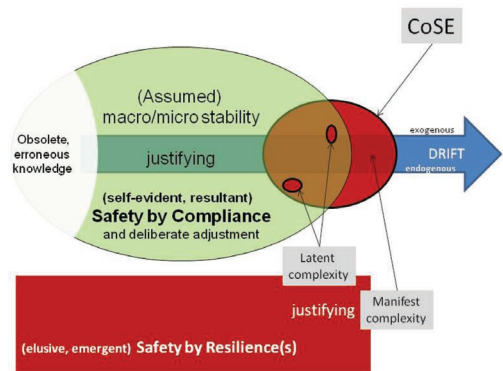 CoSE
(Assumed)
macro/micro stability
Obsolete,
erroneous
knowledge
justifying
exogenous
DRIFT
endogenous
(self-evident, resultant)
Safety by Compliance
and deliberate adjustment
Latent
complexity
Manifest
complexity
justifying
(elusive, emergent) Safety by Resilience(s)